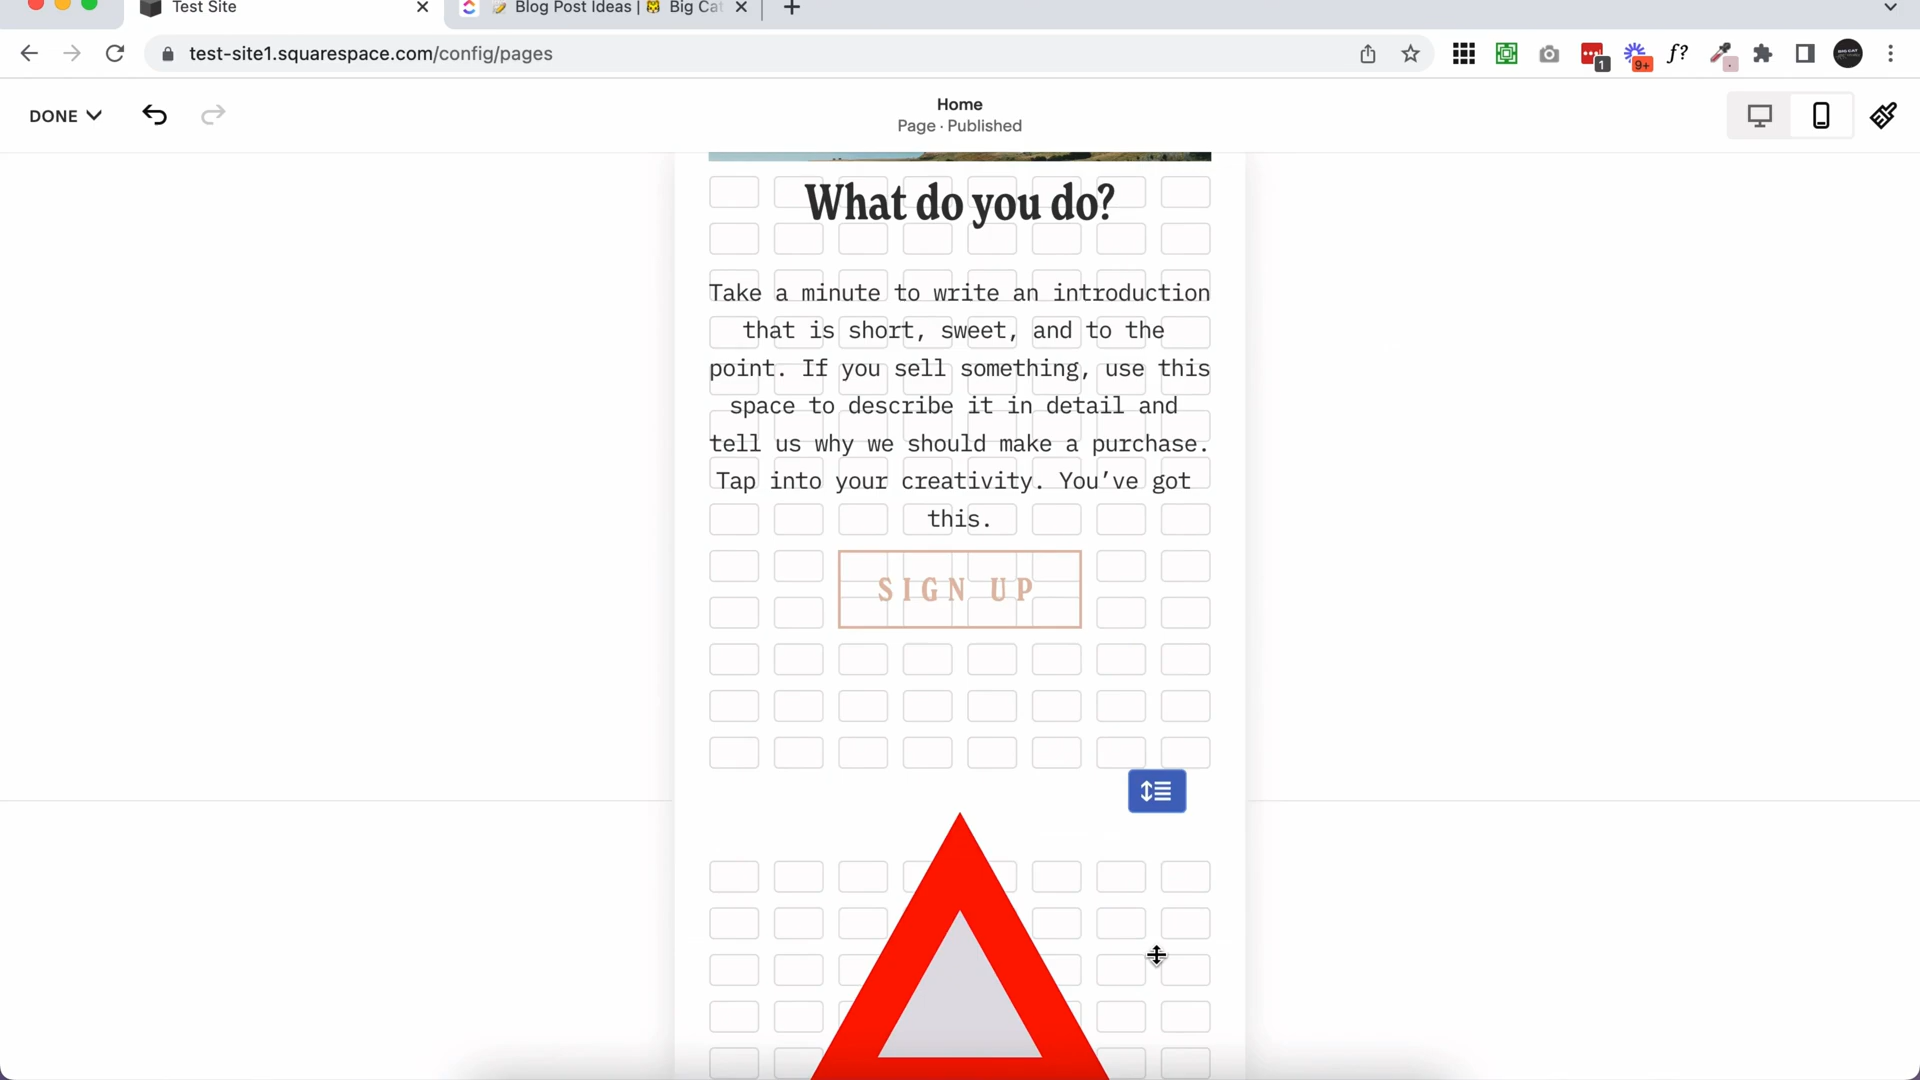 Test Site
Blog Post Ideas | 🐯 Big Cat
test-site1.squarespace.com/config/pages
1
9+
f?
DONE
Home
Page · Published
What do you do?
Take a minute to write an introduction
that is short, sweet, and to the
point. If you sell something, use this
space to describe it in detail and
tell us why we should make a purchase.
Tap into your creativity. You’ve got
this.
SIGN UP